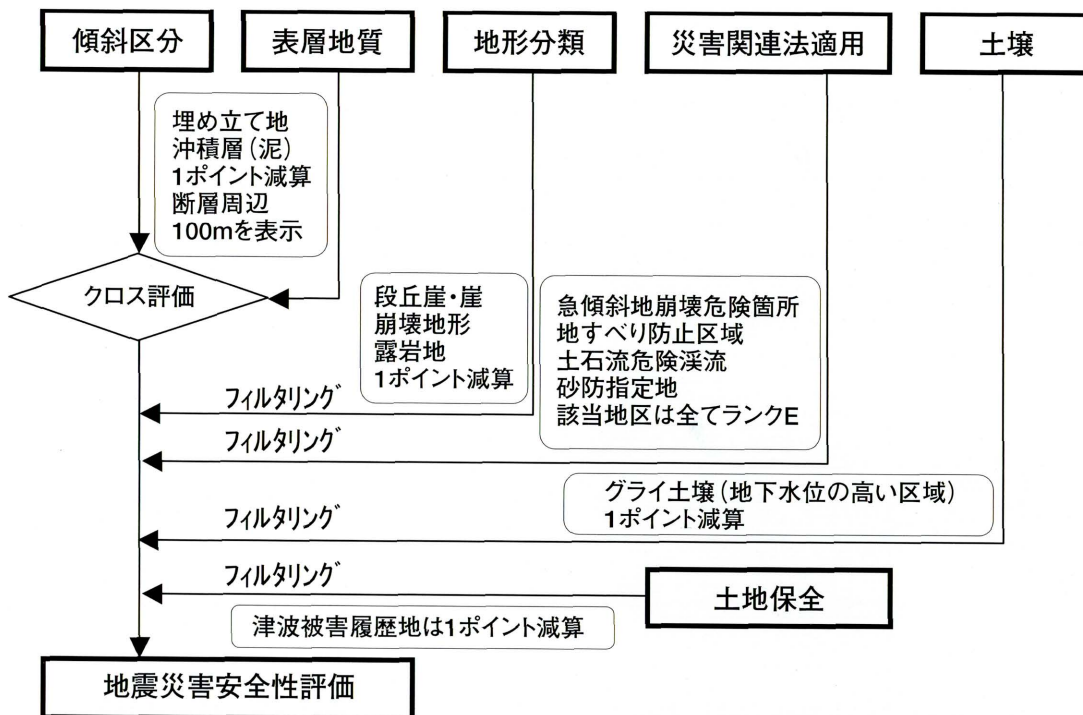 傾斜区分
表層地質
地形分類
災害関連法適用
土壌
埋め立て地
沖積層（泥）
1ポイント減算
断層周辺
100mを表示
クロス評価
段丘崖・崖
崩壊地形
露岩地
1ポイント減算
急傾斜地崩壊危険箇所
地すべり防止区域
土石流危険渓流
砂防指定地
該当地区は全てランクE
フィルタリング
フィルタリング
グライ土壌（地下水位の高い区域）
1ポイント減算
フィルタリング
フィルタリング
土地保全
津波被害履歴地は1ポイント減算
地震災害安全性評価